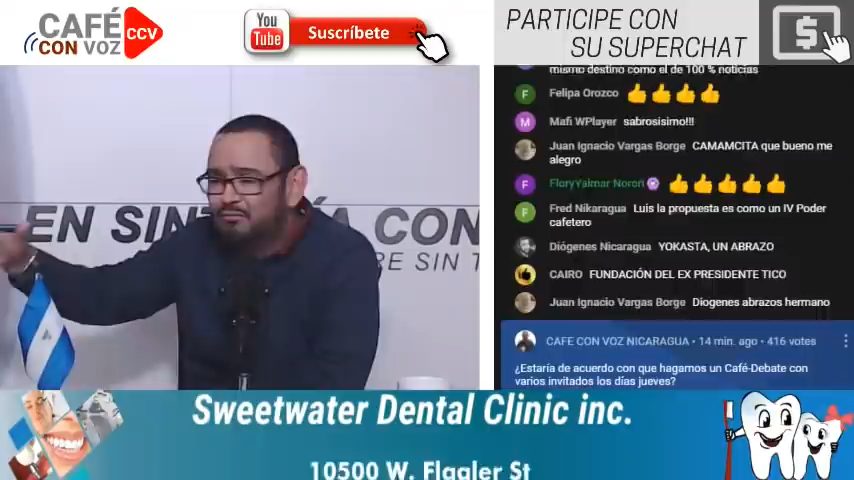 CAFÉ
CON VOZ
CCV
You
Tube
Suscríbete
PARTICIPE CON
SU SUPERCHAT
$
mismo destino como el de 100 % noticias
F Felipa Orozco 👍👍👍👍
M Mafi WPlayer sabrosisimo!!!
Juan Ignacio Vargas Borge CAMAMCITA que bueno me
alegro
F FloryYalmar Noron 👍👍👍👍👍
F Fred Nikaragua Luis la propuesta es como un IV Poder
cafetero
Diógenes Nicaragua YOKASTA, UN ABRAZO
CAIRO FUNDACIÓN DEL EX PRESIDENTE TICO
Juan Ignacio Vargas Borge Diogenes abrazos hermano
CAFE CON VOZ NICARAGUA • 14 min. ago • 416 votes
¿Estaría de acuerdo con que hagamos un Café-Debate con
varios invitados los días jueves?
EN SINT ÍA CON
RE SIN T
Sweetwater Dental Clinic inc.
10500 W. Flagler St